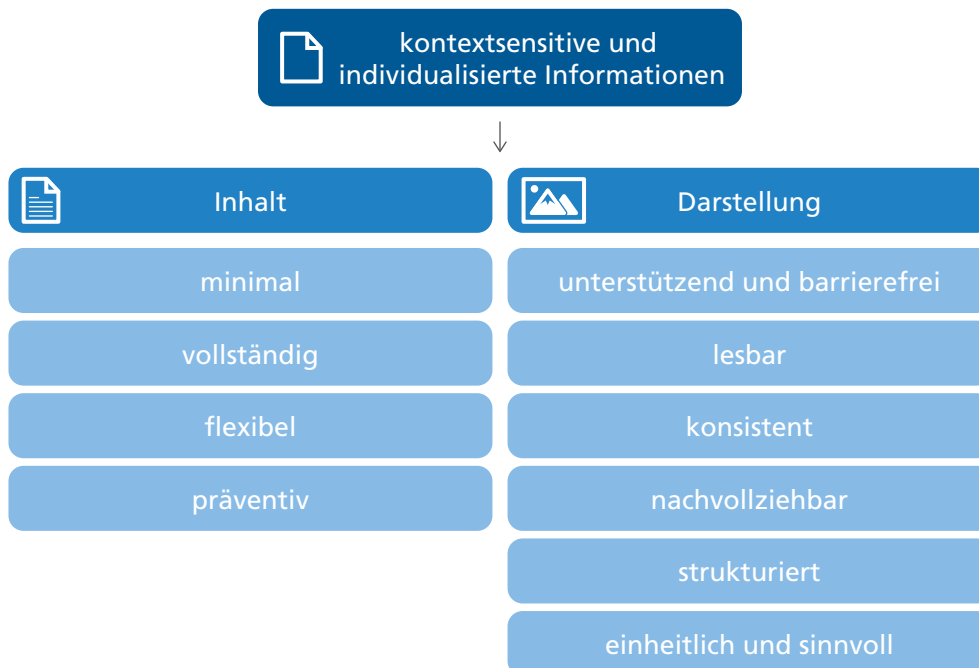 kontextsensitive und
individualisierte Informationen
Inhalt
minimal
vollständig
flexibel
präventiv
Darstellung
unterstützend und barrierefrei
lesbar
konsistent
nachvollziehbar
strukturiert
einheitlich und sinnvoll